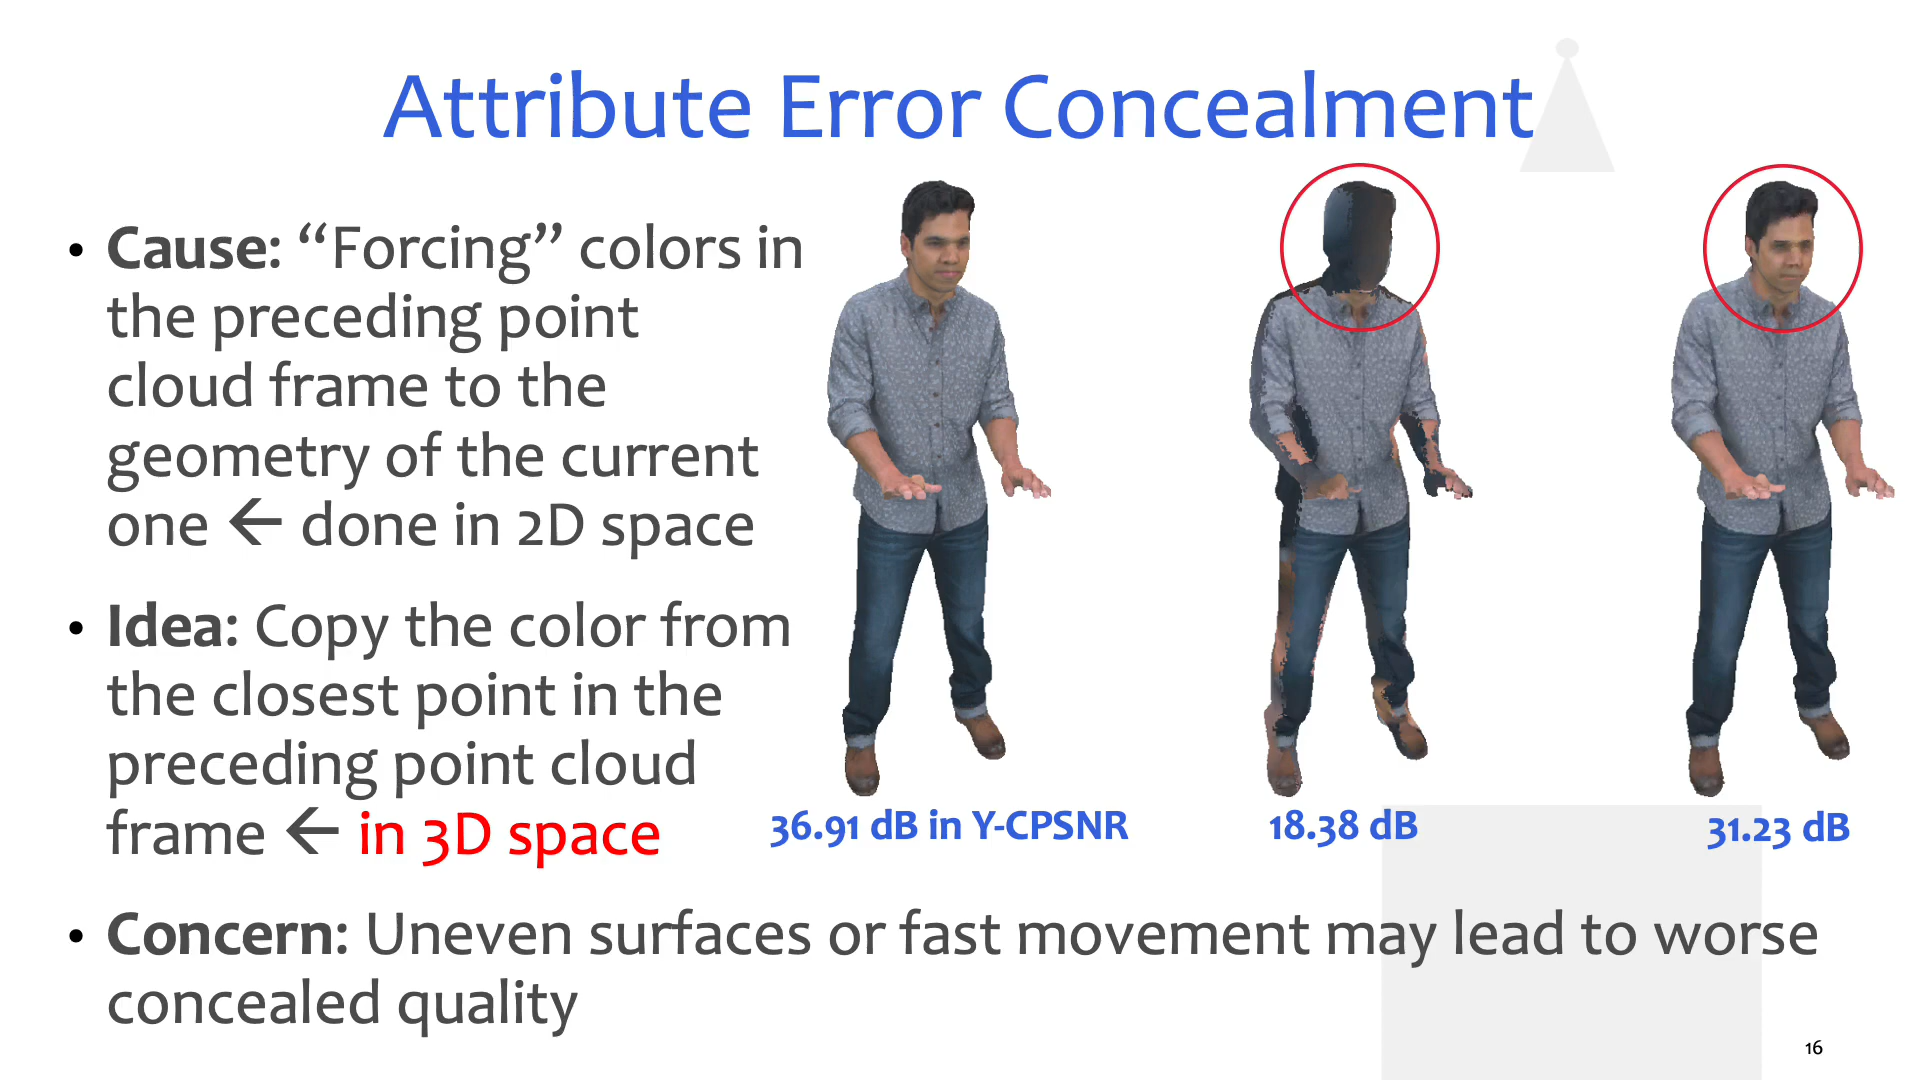 Attribute Error Concealment
• Cause: “Forcing” colors in
the preceding point
cloud frame to the
geometry of the current
one ← done in 2D space
• Idea: Copy the color from
the closest point in the
preceding point cloud
frame ← in 3D space
36.91 dB in Y-CPSNR
18.38 dB
31.23 dB
• Concern: Uneven surfaces or fast movement may lead to worse
concealed quality
16